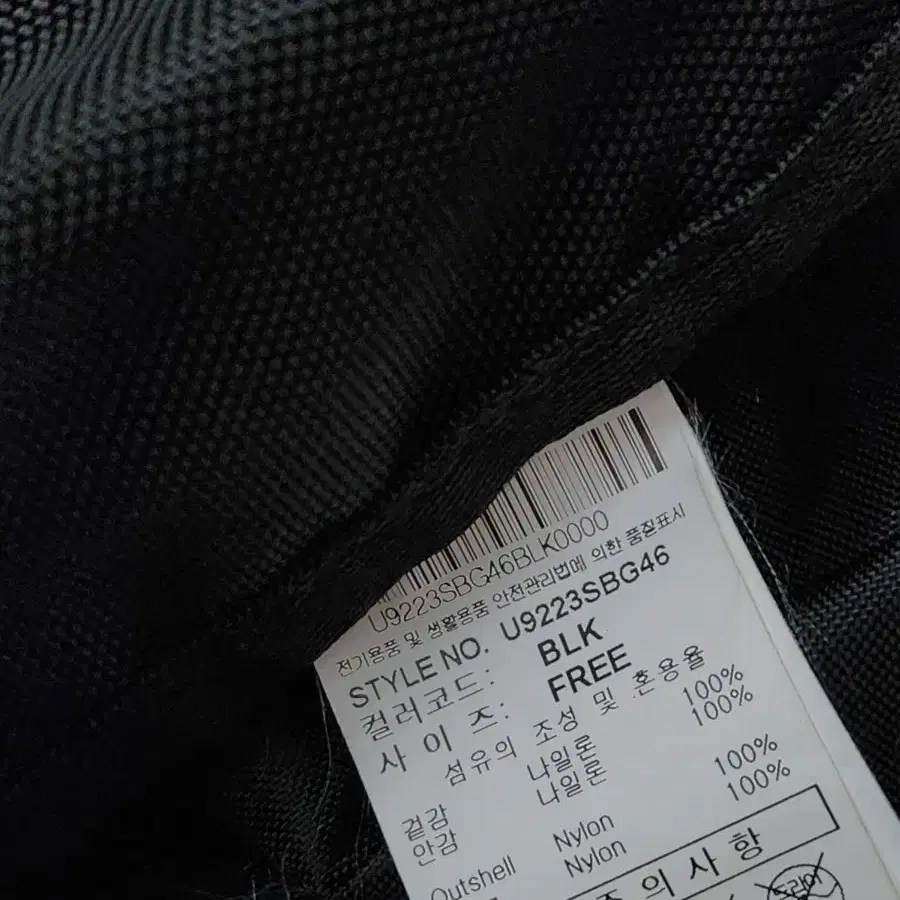 U9223SBG46BLK0000
전기용품 및 생활용품 안전관리법에 의한 품질표시
STYLE NO. U9223SBG46
컬러코드: BLK
사 이 즈: FREE
섬유의 조성 및 혼용율
겉감 나일론 100%
안감 나일론 100%
Outshell Nylon 100%
Nylon 100%
주의사항
드라이